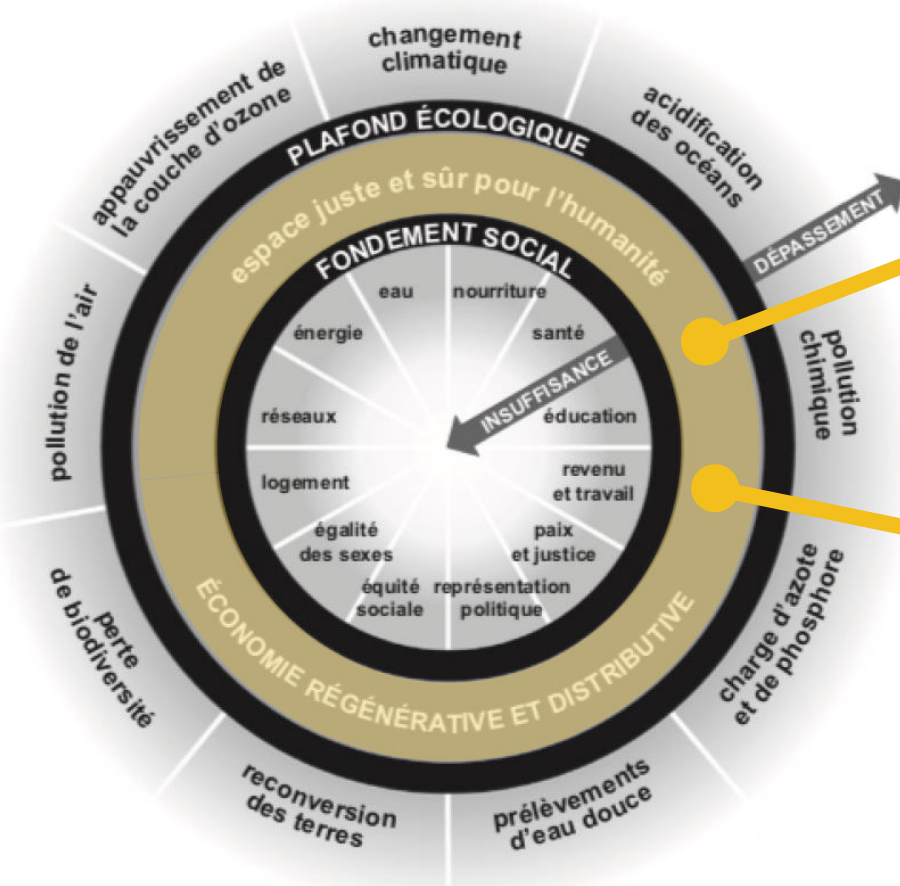 changement
climatique
appauvrissement de
la couche d'ozone
acidification
des océans
PLAFOND ÉCOLOGIQUE
espace juste et sûr pour l'humanité
FONDEMENT SOCIAL
DÉPASSEMENT
eau
nourriture
énergie
santé
pollution de l'air
pollution
chimique
INSUFFISANCE
réseaux
éducation
logement
revenu
et travail
égalité
des sexes
paix
et justice
équité
sociale
représentation
politique
ÉCONOMIE RÉGÉNÉRATIVE ET DISTRIBUTIVE
perte
de biodiversité
charge d'azote
et de phosphore
reconversion
des terres
prélèvements
d'eau douce